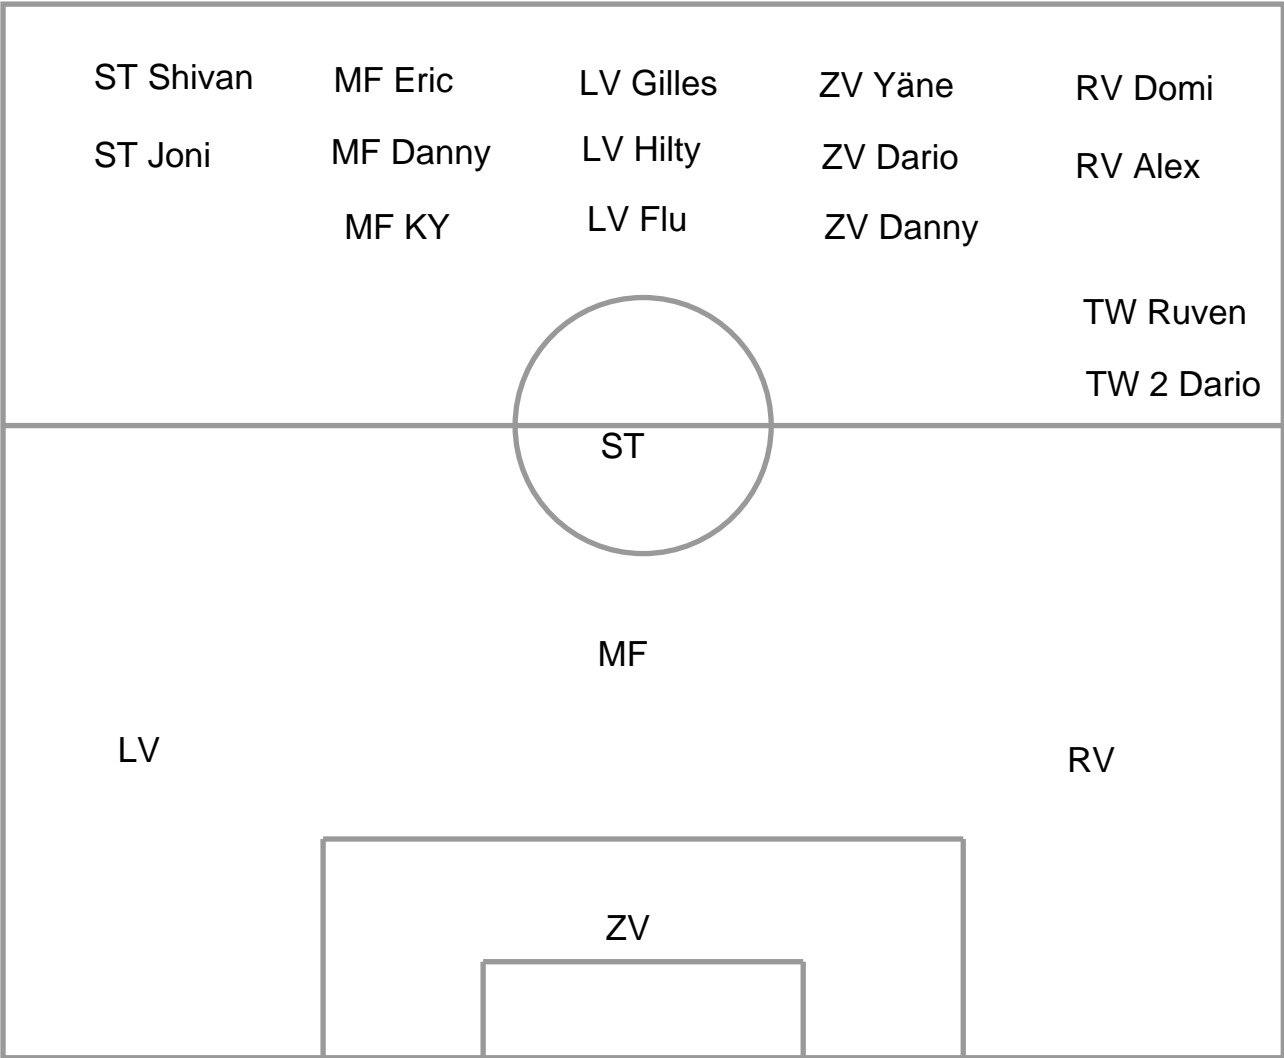 ST Shivan
MF Eric
LV Gilles
ZV Yäne
RV Domi
ST Joni
MF Danny
LV Hilty
ZV Dario
RV Alex
MF KY
LV Flu
ZV Danny
TW Ruven
TW 2 Dario
ST
MF
LV
RV
ZV